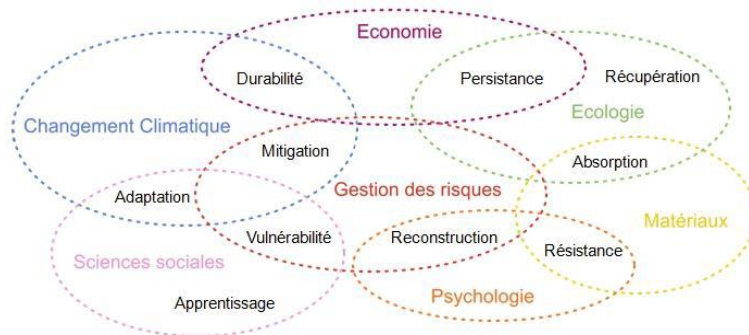 Economie
Durabilité
Persistance
Récupération
Changement Climatique
Ecologie
Mitigation
Absorption
Adaptation
Gestion des risques
Matériaux
Vulnérabilité
Reconstruction
Résistance
Sciences sociales
Psychologie
Apprentissage